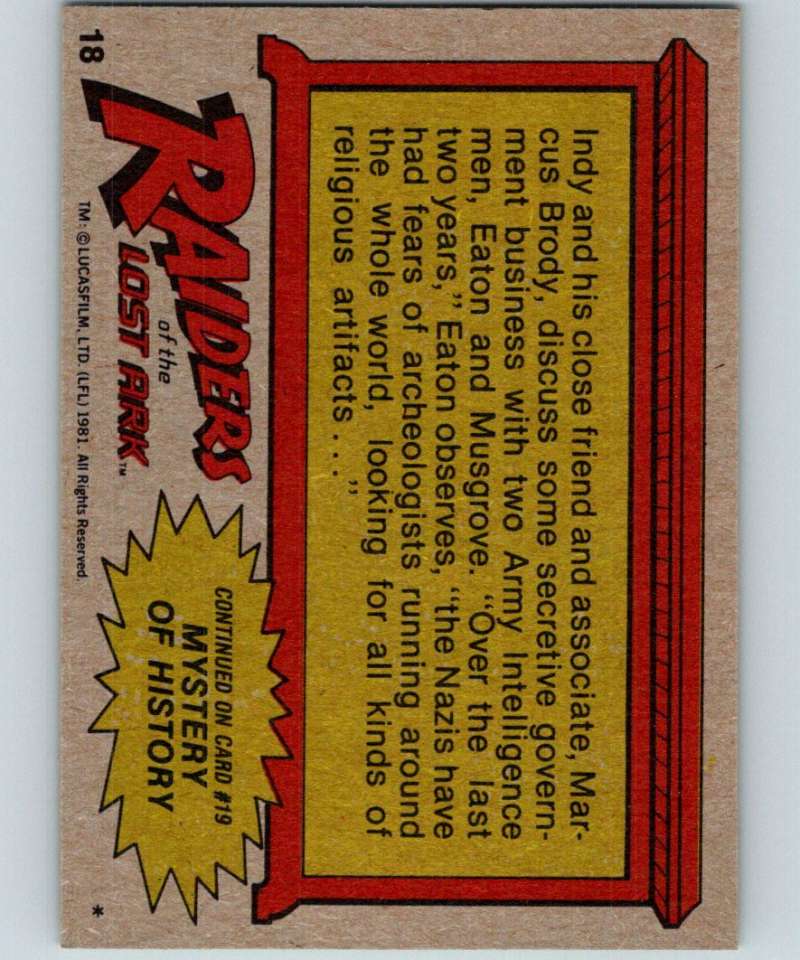 Indy and his close friend and associate, Mar-
cus Brody, discuss some secretive govern-
ment business with two Army Intelligence
men, Eaton and Musgrove. “Over the last
two years,” Eaton observes, “the Nazis have
had fears of archeologists running around
the whole world, looking for all kinds of
religious artifacts . . .”
CONTINUED ON CARD #19
MYSTERY
OF HISTORY
RAIDERS
of the
LOST ARK™
TM: ©LUCASFILM, LTD. (LFL) 1981. All Rights Reserved.
18
*